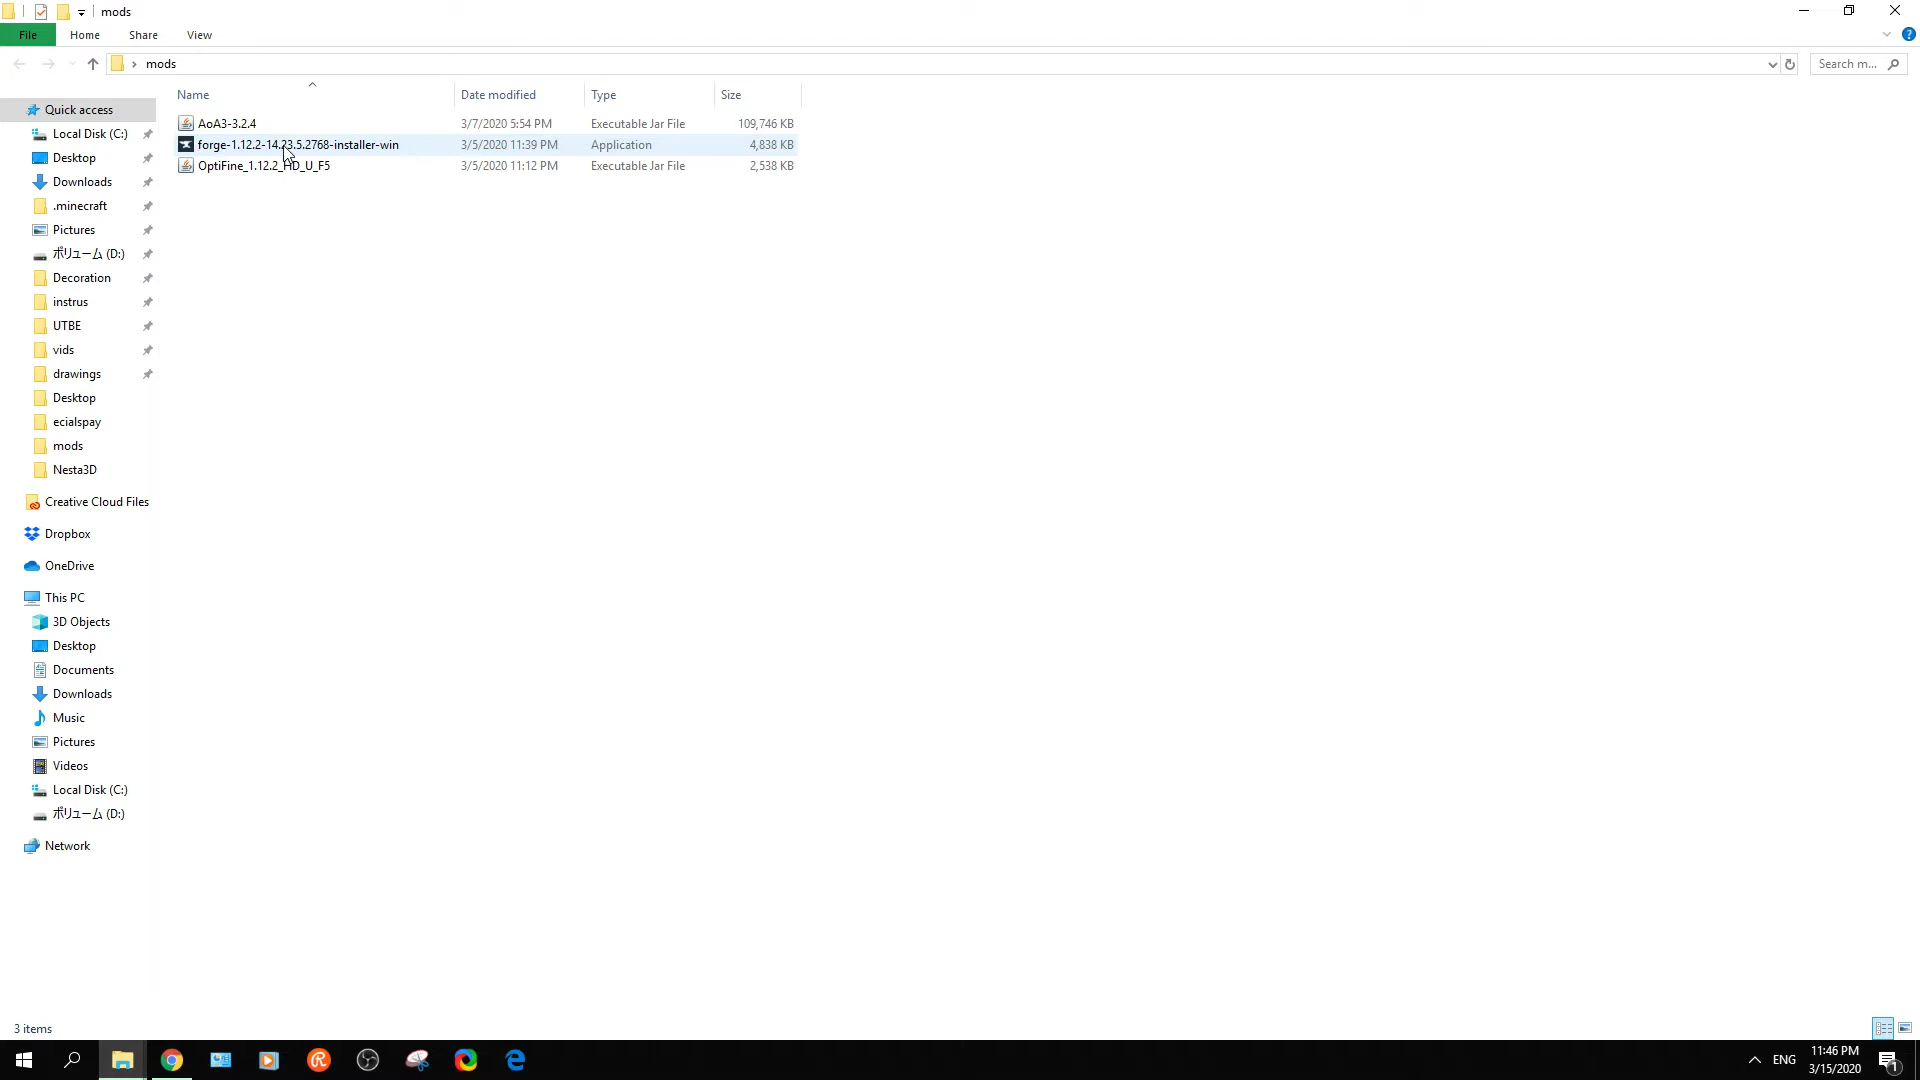 mods
File Home Share View
mods
Search m...
Name Date modified Type Size
Quick access
Local Disk (C:)
Desktop
Downloads
.minecraft
Pictures
ボリューム (D:)
Decoration
instrus
UTBE
vids
drawings
Desktop
ecialspay
mods
Nesta3D
Creative Cloud Files
Dropbox
OneDrive
This PC
3D Objects
Desktop
Documents
Downloads
Music
Pictures
Videos
Local Disk (C:)
ボリューム (D:)
Network
AoA3-3.2.4 3/7/2020 5:54 PM Executable Jar File 109,746 KB
forge-1.12.2-14.23.5.2768-installer-win 3/5/2020 11:39 PM Application 4,838 KB
OptiFine_1.12.2_HD_U_F5 3/5/2020 11:12 PM Executable Jar File 2,538 KB
3 items
ENG
11:46 PM
3/15/2020
1